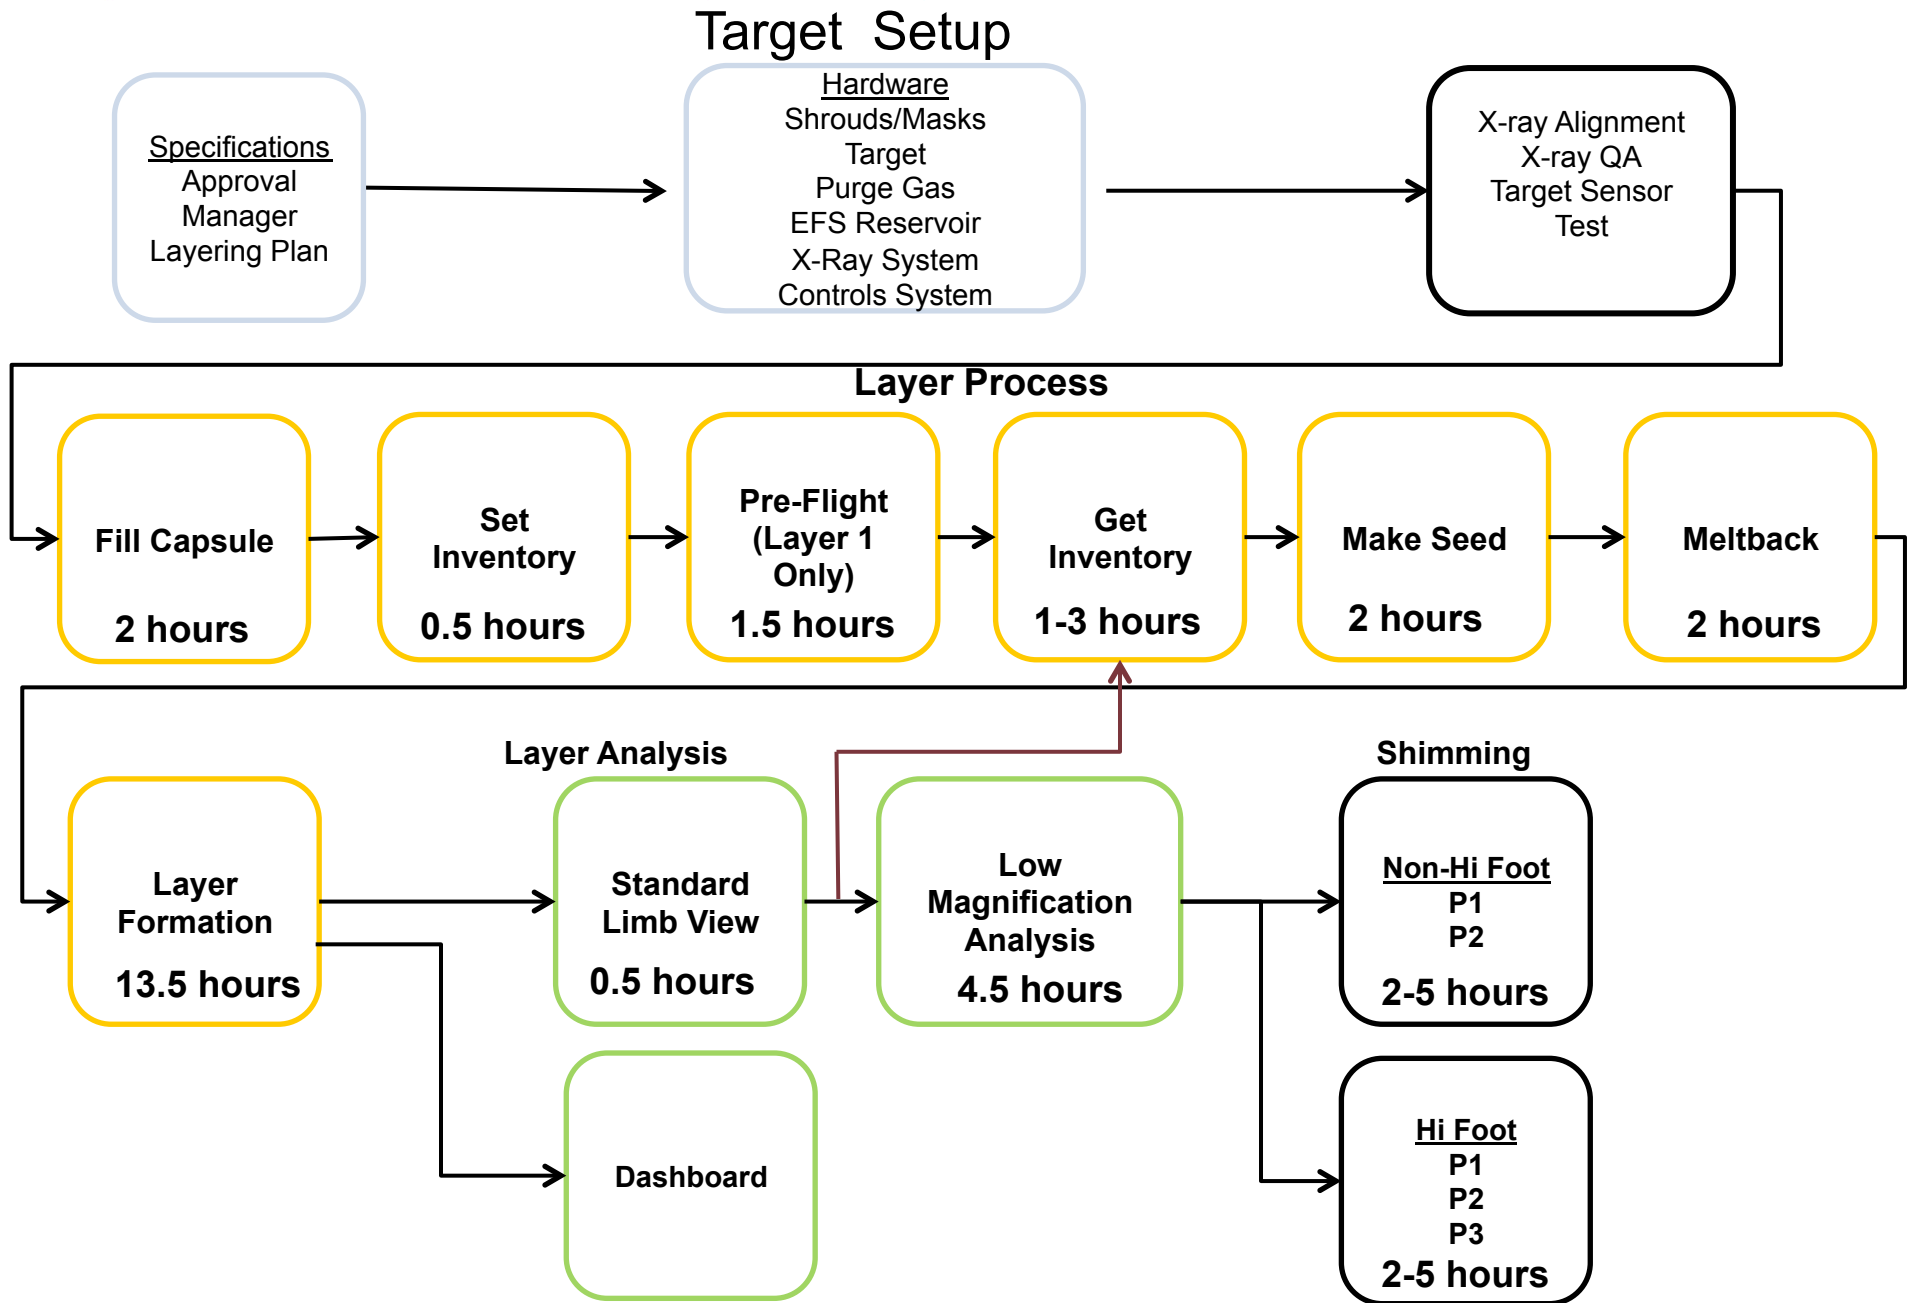 Target Setup
Specifications
Approval
Manager
Layering Plan
Hardware
Shrouds/Masks
Target
Purge Gas
EFS Reservoir
X-Ray System
Controls System
X-ray Alignment
X-ray QA
Target Sensor
Test
Layer Process
Fill Capsule
2 hours
Set
Inventory
0.5 hours
Pre-Flight
(Layer 1
Only)
1.5 hours
Get
Inventory
1-3 hours
Make Seed
2 hours
Meltback
2 hours
Layer
Formation
13.5 hours
Layer Analysis
Standard
Limb View
0.5 hours
Low
Magnification
Analysis
4.5 hours
Dashboard
Shimming
Non-Hi Foot
P1
P2
2-5 hours
Hi Foot
P1
P2
P3
2-5 hours